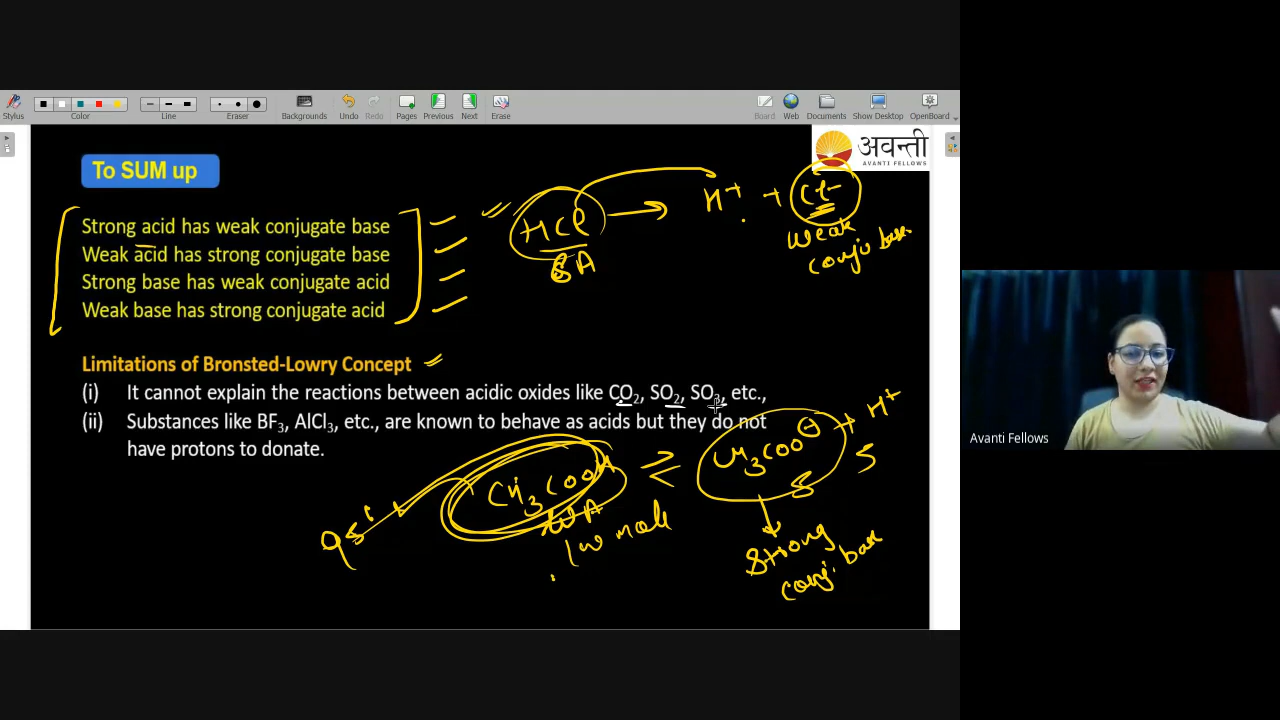 Stylus
Color
Line
Eraser
Backgrounds
Undo
Redo
Pages
Previous
Next
Erase
Board
Web
Documents
Show Desktop
OpenBoard
अवन्ती
AVANTI FELLOWS
To SUM up
Strong acid has weak conjugate base
Weak acid has strong conjugate base
Strong base has weak conjugate acid
Weak base has strong conjugate acid
HCl → H+ + Cl-
SA
weak
conju base
Limitations of Bronsted-Lowry Concept
(i) It cannot explain the reactions between acidic oxides like CO2, SO2, SO3, etc.,
(ii) Substances like BF3, AlCl3, etc., are known to behave as acids but they do not
have protons to donate.
CH3COOH ⇌ CH3COO⊖ + H+
WA
S
5
95
100 mole
Strong
conj. base
Avanti Fellows